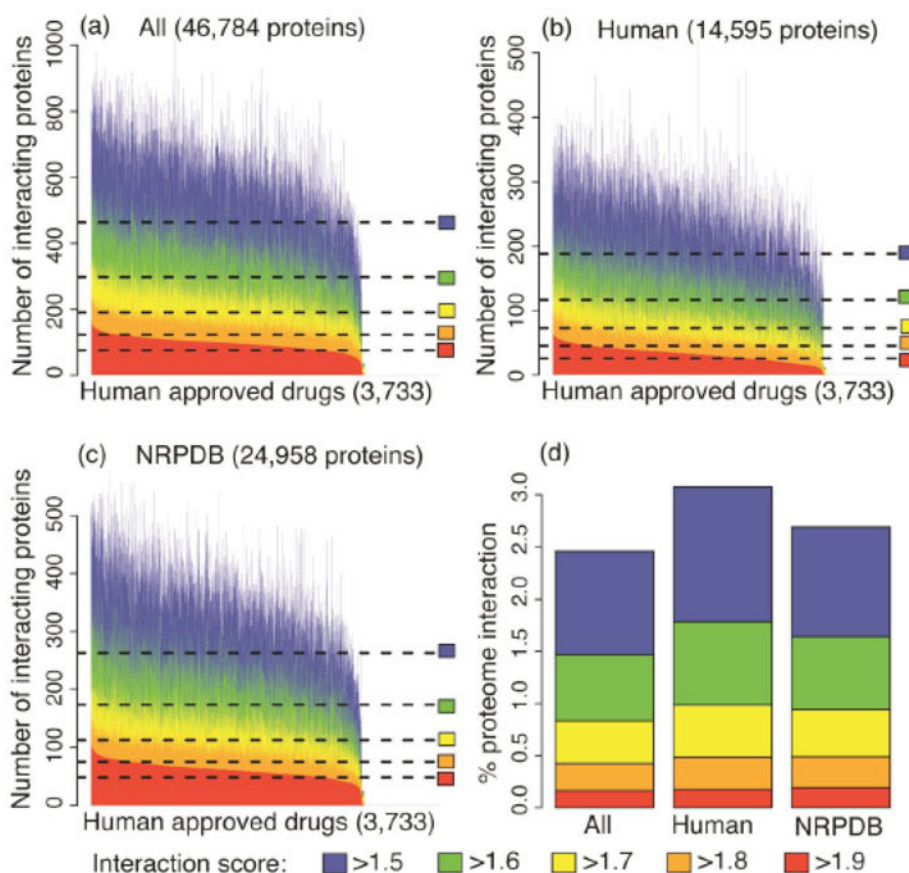 (a) All (46,784 proteins)
Number of interacting proteins
1000
800
600
400
200
0
Human approved drugs (3,733)
(b) Human (14,595 proteins)
Number of interacting proteins
500
400
300
200
100
0
Human approved drugs (3,733)
(c) NRPDB (24,958 proteins)
Number of interacting proteins
500
400
300
200
100
0
Human approved drugs (3,733)
(d)
% proteome interaction
3.0
2.5
2.0
1.5
1.0
0.5
0.0
All Human NRPDB
Interaction score: >1.5 >1.6 >1.7 >1.8 >1.9